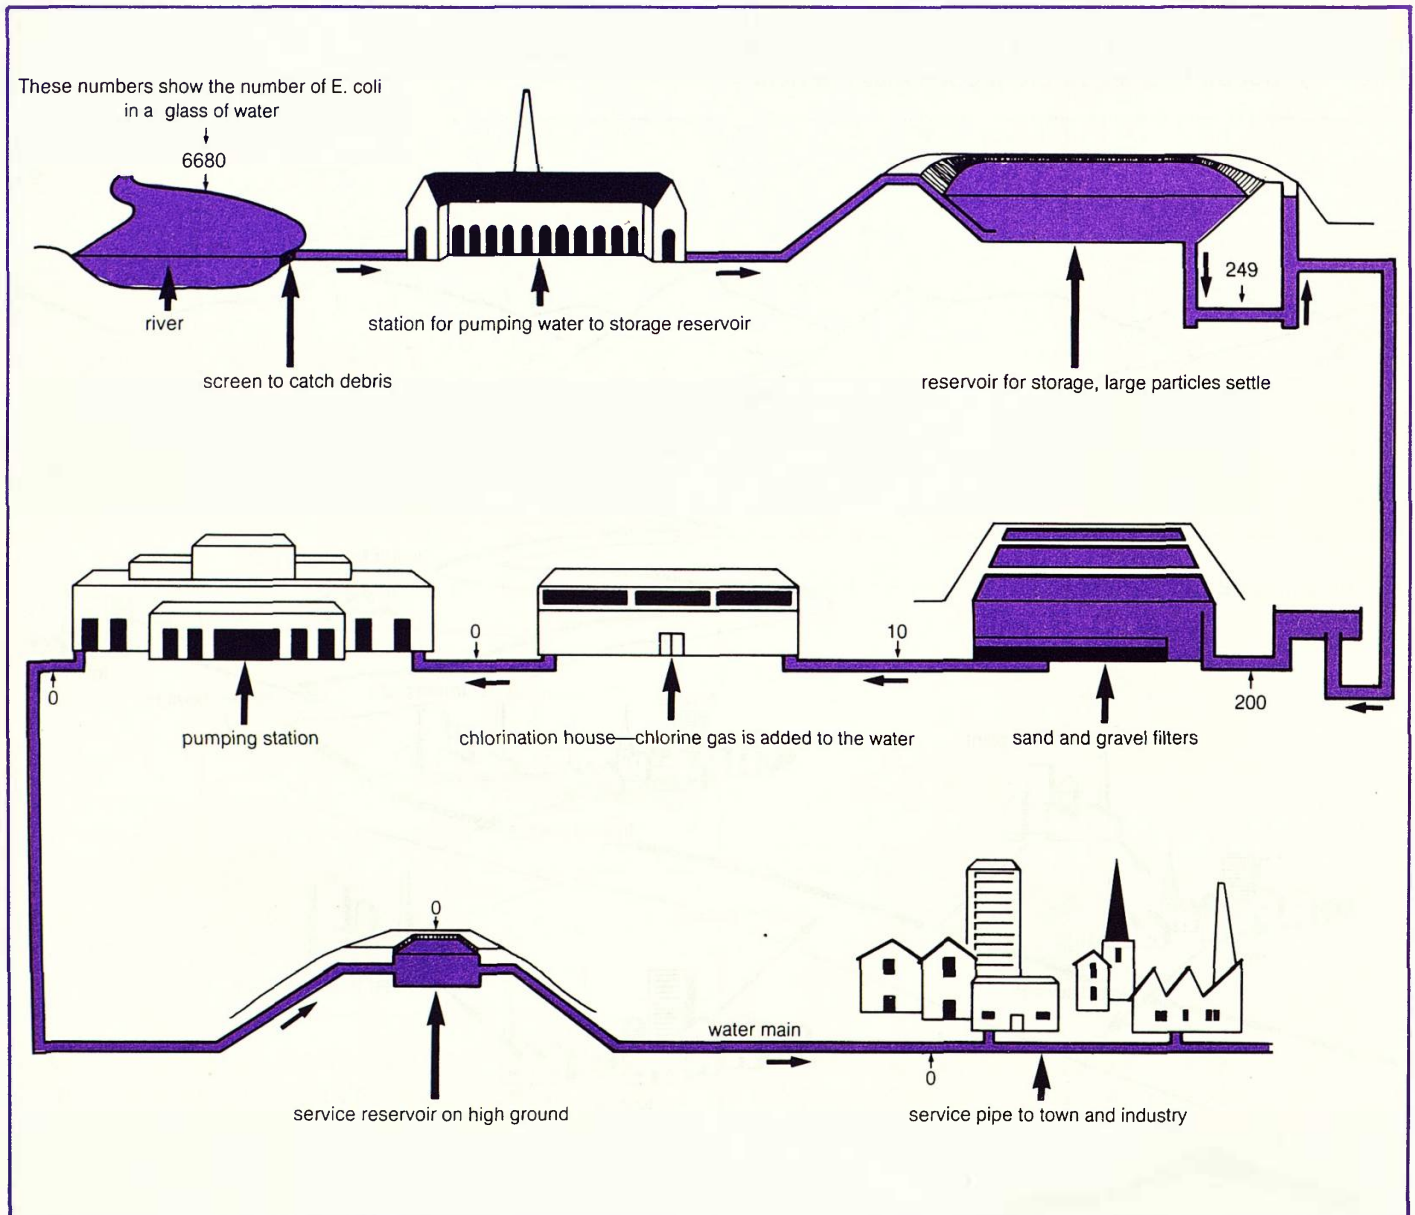 These numbers show the number of E. coli
in a glass of water
6680
river
screen to catch debris
station for pumping water to storage reservoir
249
reservoir for storage, large particles settle
0
0
10
200
pumping station
chlorination house—chlorine gas is added to the water
sand and gravel filters
0
water main
0
service reservoir on high ground
service pipe to town and industry